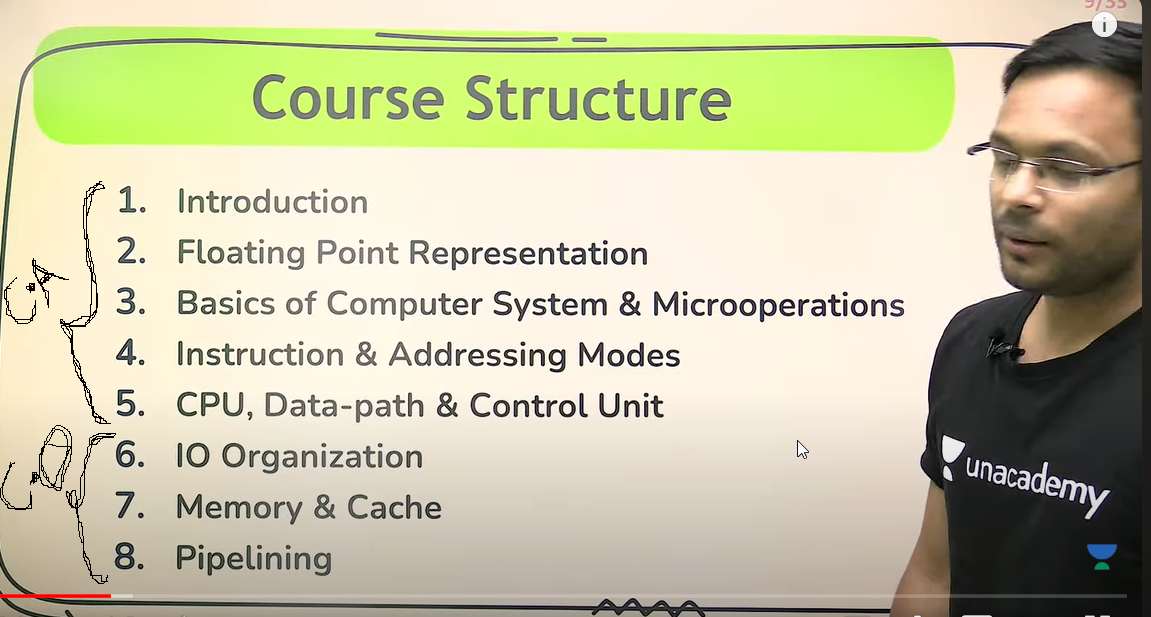 9/35
Course Structure
1. Introduction
2. Floating Point Representation
3. Basics of Computer System & Microoperations
C.A
4. Instruction & Addressing Modes
5. CPU, Data-path & Control Unit
C.O
6. IO Organization
7. Memory & Cache
8. Pipelining
unacademy